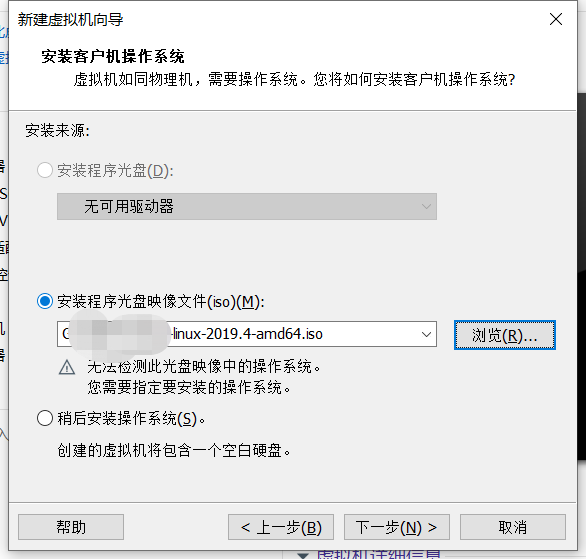 新建虚拟机向导
安装客户机操作系统
虚拟机如同物理机，需要操作系统。您将如何安装客户机操作系统?
安装来源:
安装程序光盘(D):
无可用驱动器
安装程序光盘映像文件(iso)(M):
-linux-2019.4-amd64.iso
浏览(R)...
无法检测此光盘映像中的操作系统。
您需要指定要安装的操作系统。
稍后安装操作系统(S)。
创建的虚拟机将包含一个空白硬盘。
帮助
< 上一步(B)
下一步(N) >
取消
虚拟机详细信息